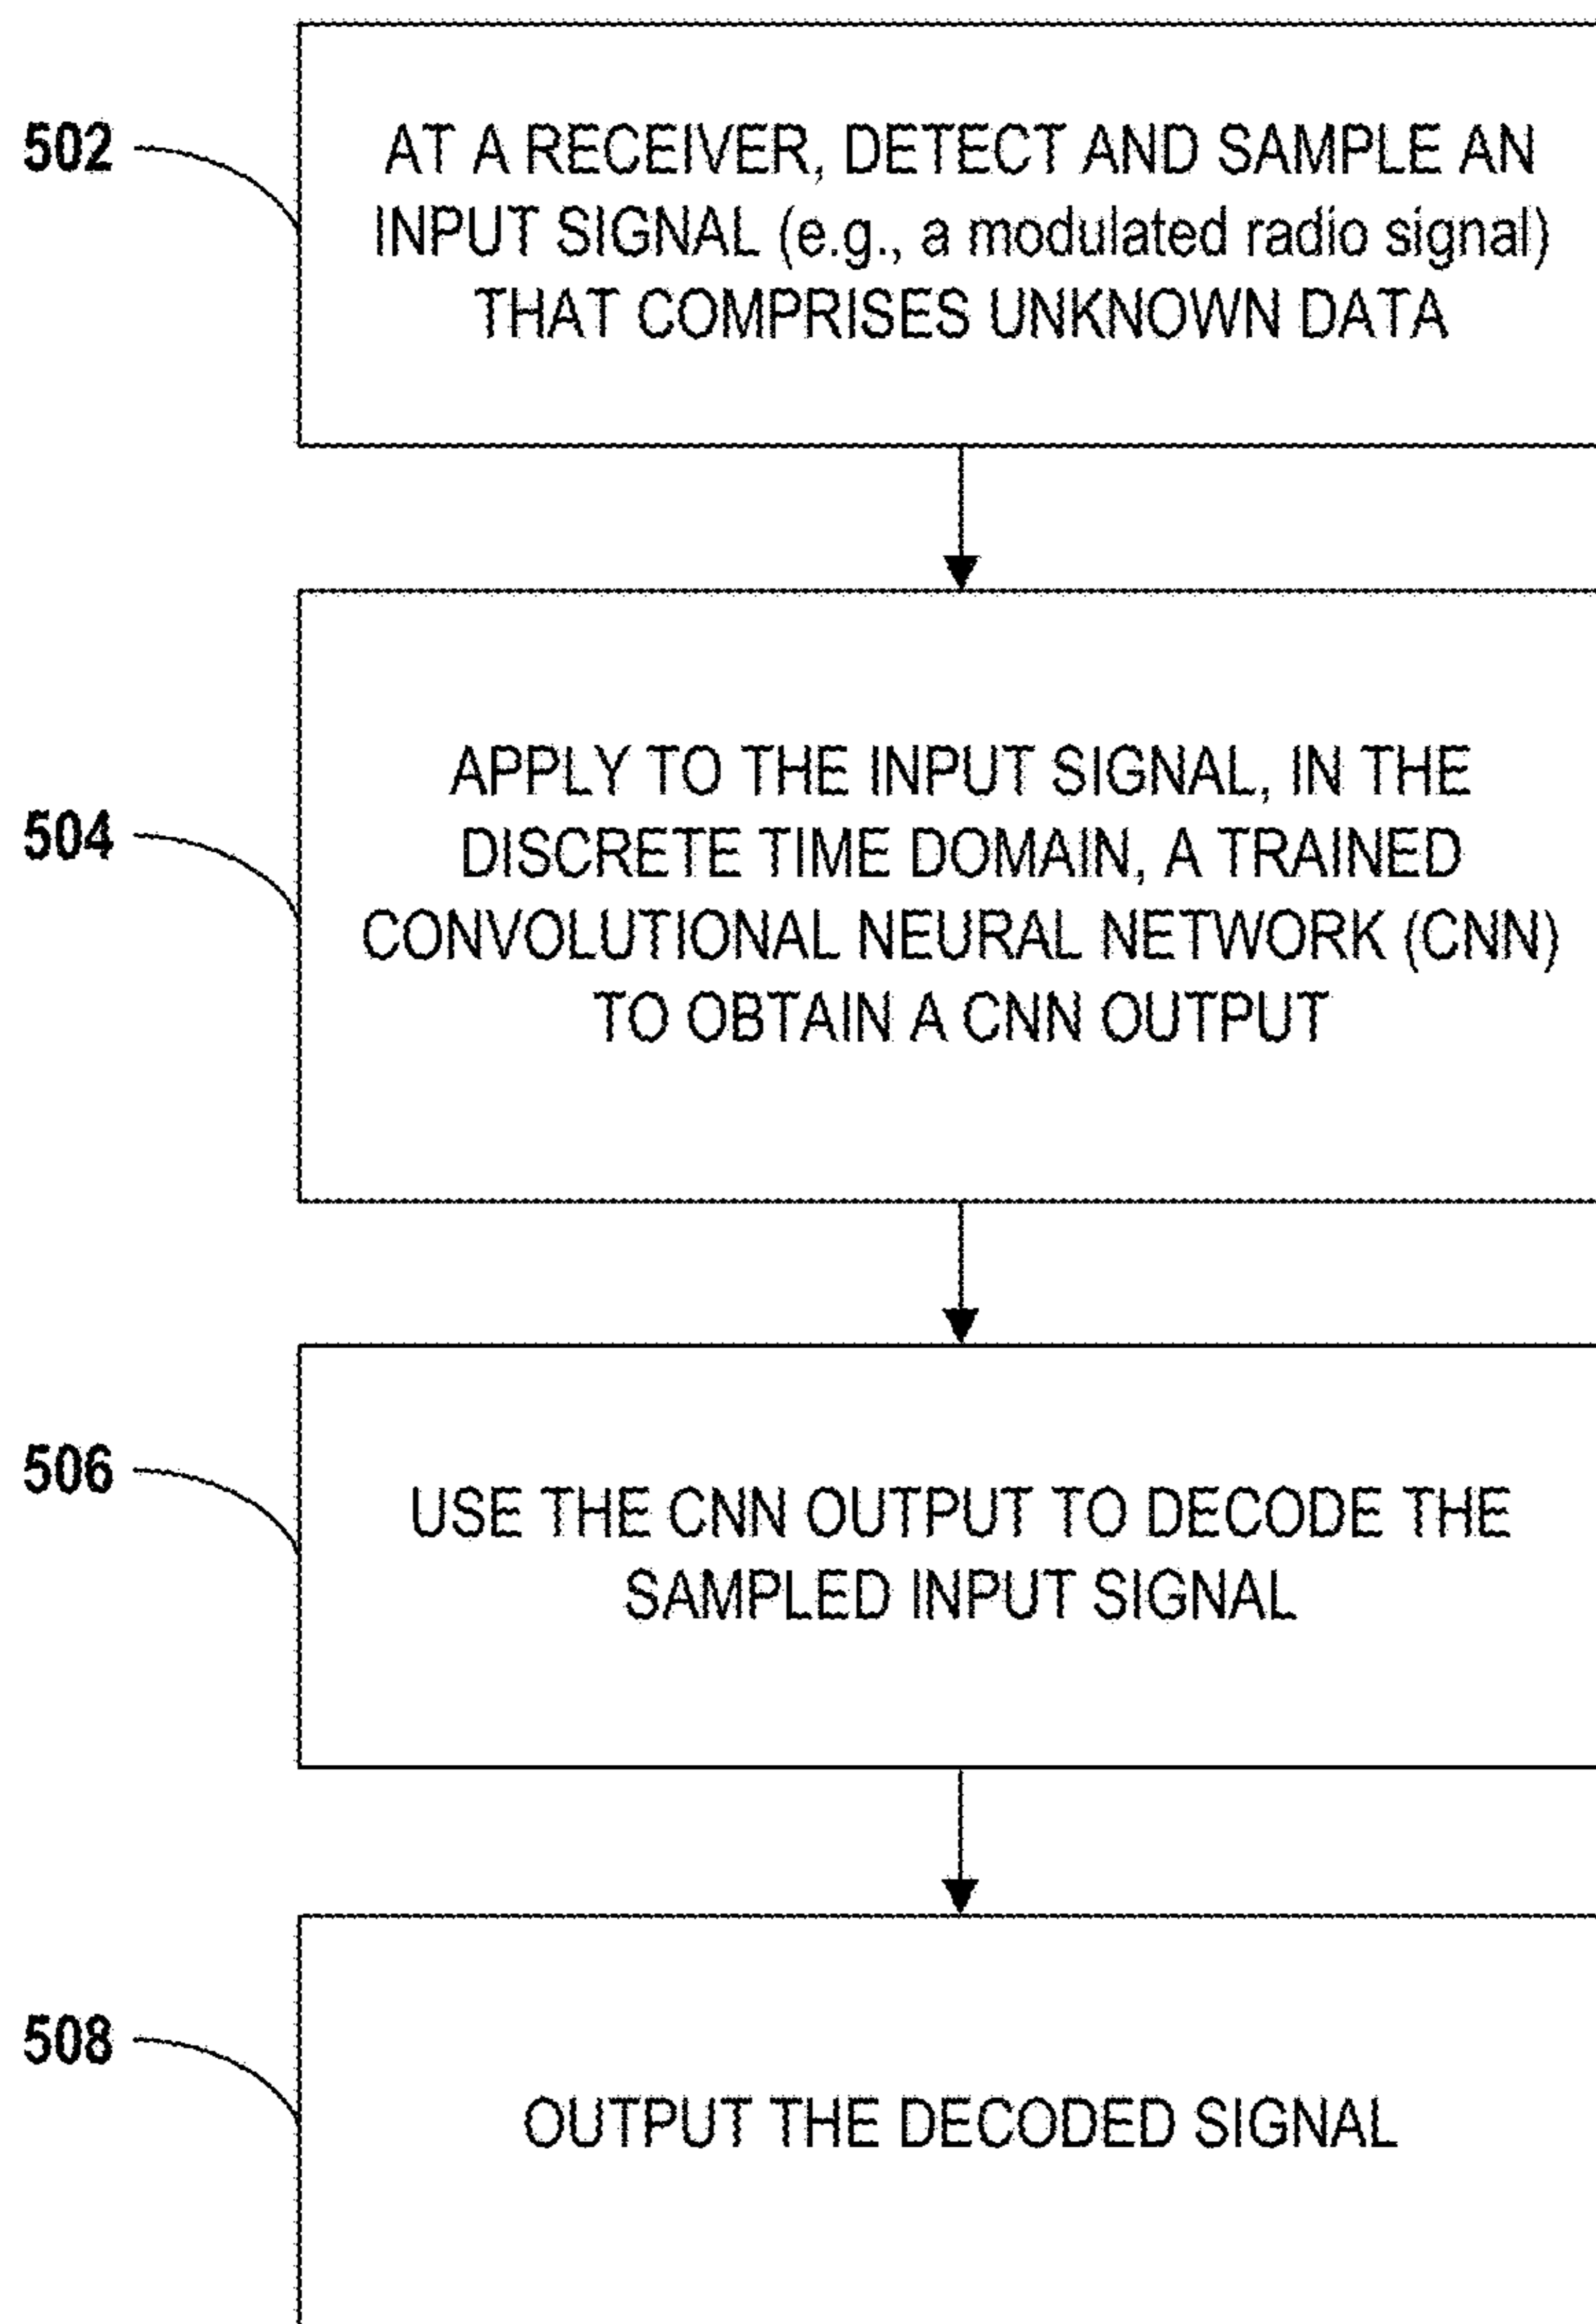 502
AT A RECEIVER, DETECT AND SAMPLE AN
INPUT SIGNAL (e.g., a modulated radio signal)
THAT COMPRISES UNKNOWN DATA
504
APPLY TO THE INPUT SIGNAL, IN THE
DISCRETE TIME DOMAIN, A TRAINED
CONVOLUTIONAL NEURAL NETWORK (CNN)
TO OBTAIN A CNN OUTPUT
506
USE THE CNN OUTPUT TO DECODE THE
SAMPLED INPUT SIGNAL
508
OUTPUT THE DECODED SIGNAL